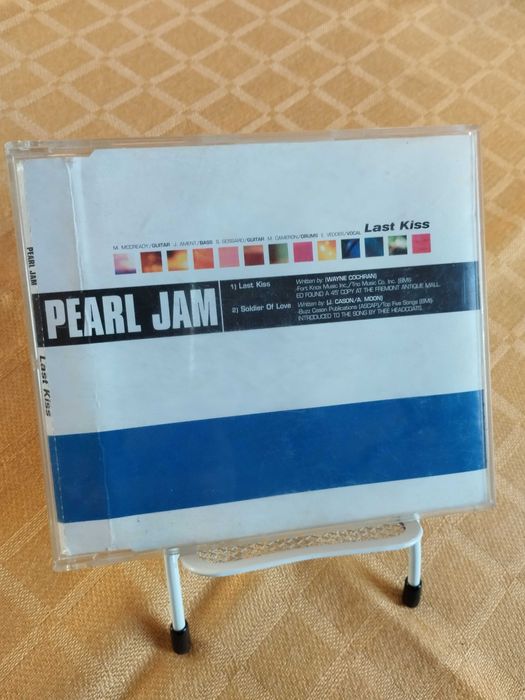 Last Kiss
M. MCCREADY/GUITAR J. AMENT/BASS S. GOSSARD/GUITAR M. CAMERON/DRUMS E. VEDDER/VOCAL
PEARL JAM
1) Last Kiss
Written by: (WAYNE COCHRAN)
-Fort Knox Music Inc./Trio Music Co. Inc. (BMI)
ED FOUND A 45' COPY AT THE FREMONT ANTIQUE MALL.
2) Soldier Of Love
Written by: (J. CASON/A. MOON)
-Buzz Cason Publications (ASCAP)/Top Five Songs (BMI)-
INTRODUCED TO THE SONG BY THEE HEADCOATS.
PEARL JAM
Last Kiss